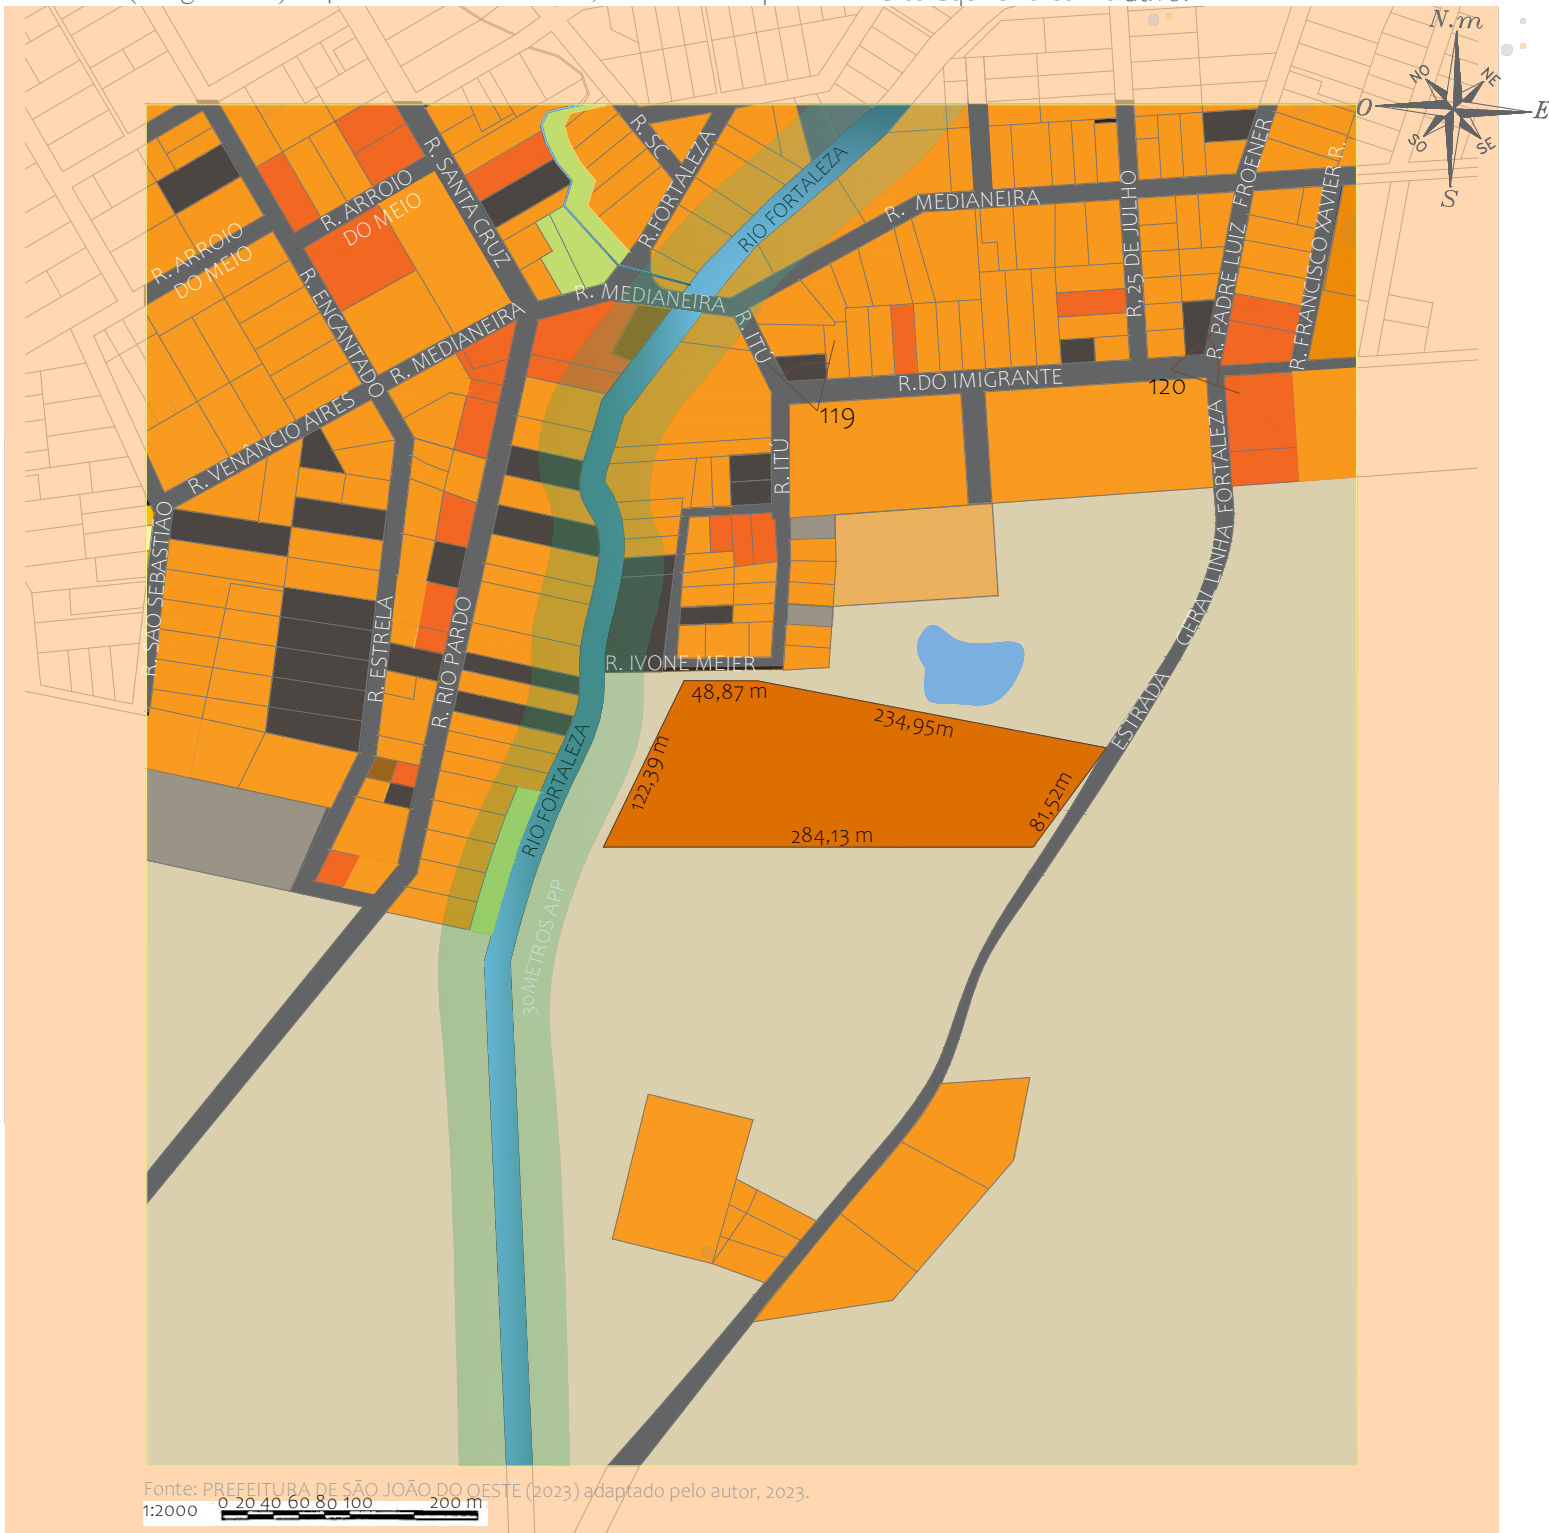 N.m
NO
NE
O
E
SO
SE
S
R. SC
R. FORTALEZA
R. SANTA CRUZ
RIO FORTALEZA
R. ARROIO
DO MEIO
R. ARROIO
DO MEIO
R. MEDIANEIRA
R. 25 DE JULHO
R. PADRE LUIZ FROENER
R. FRANCISCO XAVIER R.
R. ENCANTADO
R. MEDIANEIRA
R. MEDIANEIRA
R. ITÚ
R.DO IMIGRANTE
119
120
R. VENÂNCIO AIRES
R. ITÚ
R. SÃO SEBASTIÃO
R. ESTRELA
R. RIO PARDO
R. IVONE MEIER
ESTRADA GERAL LINHA FORTALEZA
48,87 m
234,95m
122,39 m
81,52m
284,13 m
RIO FORTALEZA
30 METROS APP
Fonte: PREFEITURA DE SÃO JOÃO DO OESTE (2023) adaptado pelo autor, 2023.
1:2000
0 20 40 60 80 100 200 m